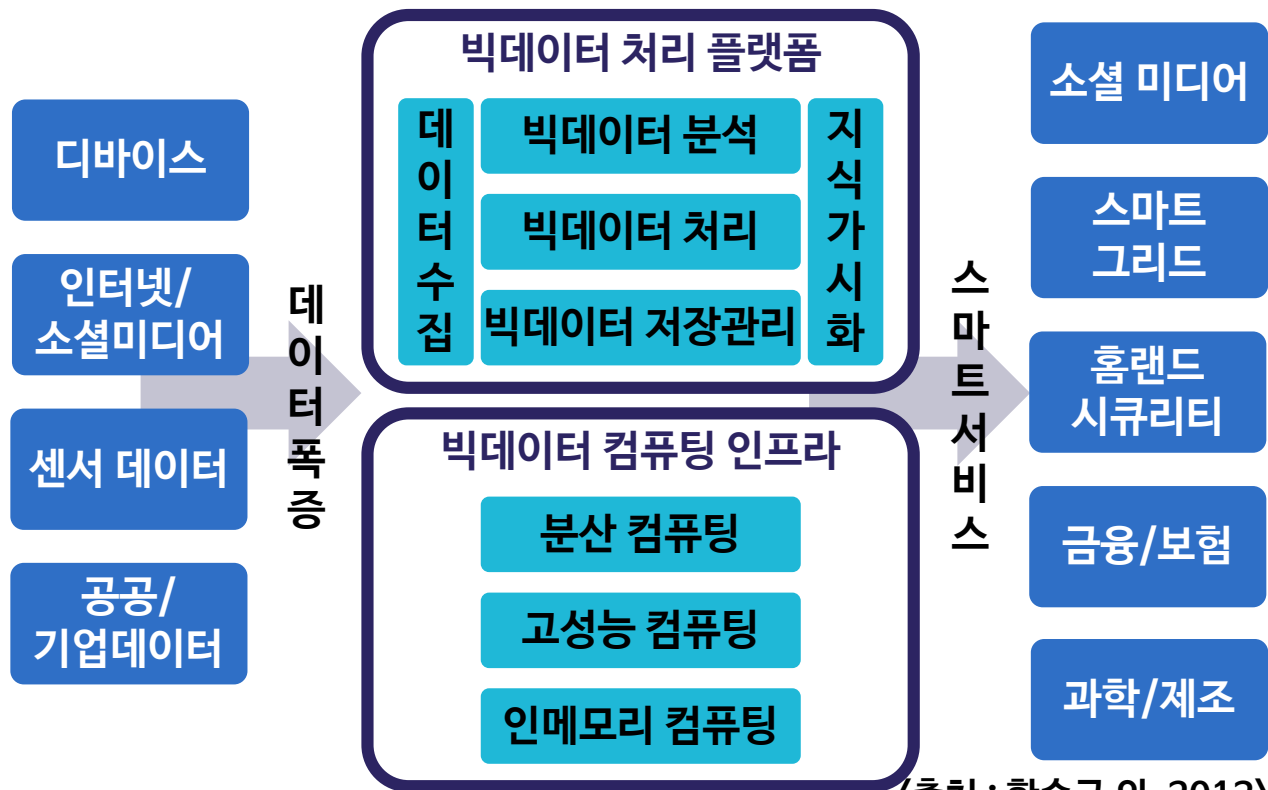 디바이스
인터넷/
소셜미디어
센서 데이터
공공/
기업데이터
데이터폭증
빅데이터 처리 플랫폼
데이터수집
빅데이터 분석
빅데이터 처리
빅데이터 저장관리
지식가시화
빅데이터 컴퓨팅 인프라
분산 컴퓨팅
고성능 컴퓨팅
인메모리 컴퓨팅
스마트서비스
소셜 미디어
스마트
그리드
홈랜드
시큐리티
금융/보험
과학/제조